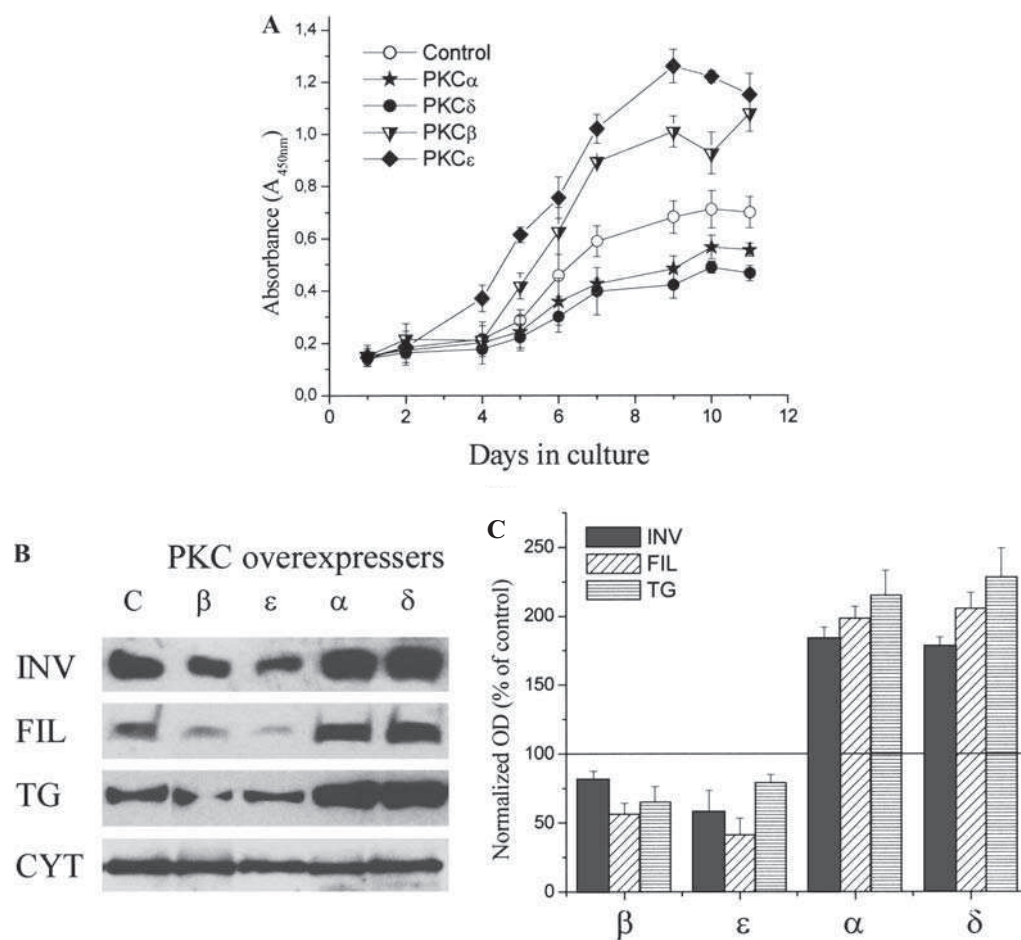 A
Control
PKCα
PKCδ
PKCβ
PKCε
Absorbance (A 450nm)
1,4
1,2
1,0
0,8
0,6
0,4
0,2
0,0
0 2 4 6 8 10 12
Days in culture
B
PKC overexpressers
C β ε α δ
INV
FIL
TG
CYT
C
INV
FIL
TG
Normalized OD (% of control)
250
200
150
100
50
0
β ε α δ